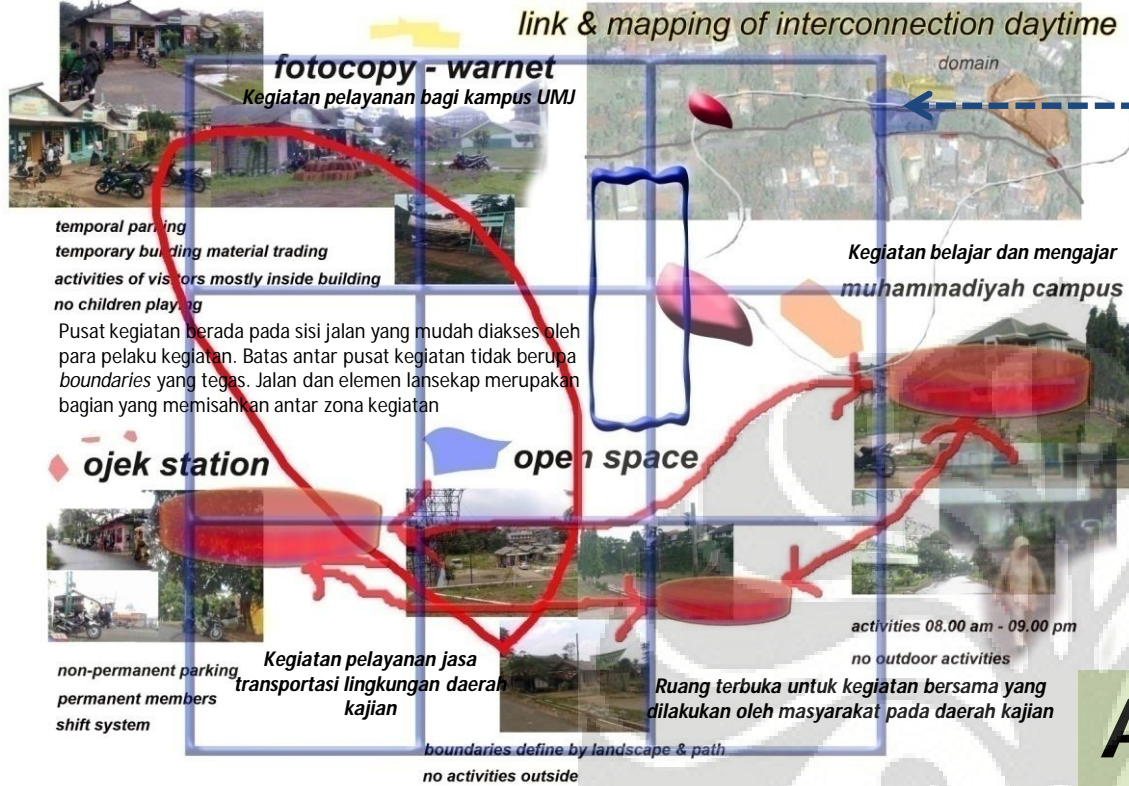 link & mapping of interconnection daytime
domain
fotocopy - warnet
Kegiatan pelayanan bagi kampus UMJ
temporal parking
temporary building material trading
activities of visitors mostly inside building
no children playing
Pusat kegiatan berada pada sisi jalan yang mudah diakses oleh
para pelaku kegiatan. Batas antar pusat kegiatan tidak berupa
boundaries yang tegas. Jalan dan elemen lansekap merupakan
bagian yang memisahkan antar zona kegiatan
Kegiatan belajar dan mengajar
muhammadiyah campus
ojek station
open space
non-permanent parking
permanent members
shift system
Kegiatan pelayanan jasa
transportasi lingkungan daerah
kajian
activities 08.00 am - 09.00 pm
no outdoor activities
Ruang terbuka untuk kegiatan bersama yang
dilakukan oleh masyarakat pada daerah kajian
boundaries define by landscape & path
no activities outside
A